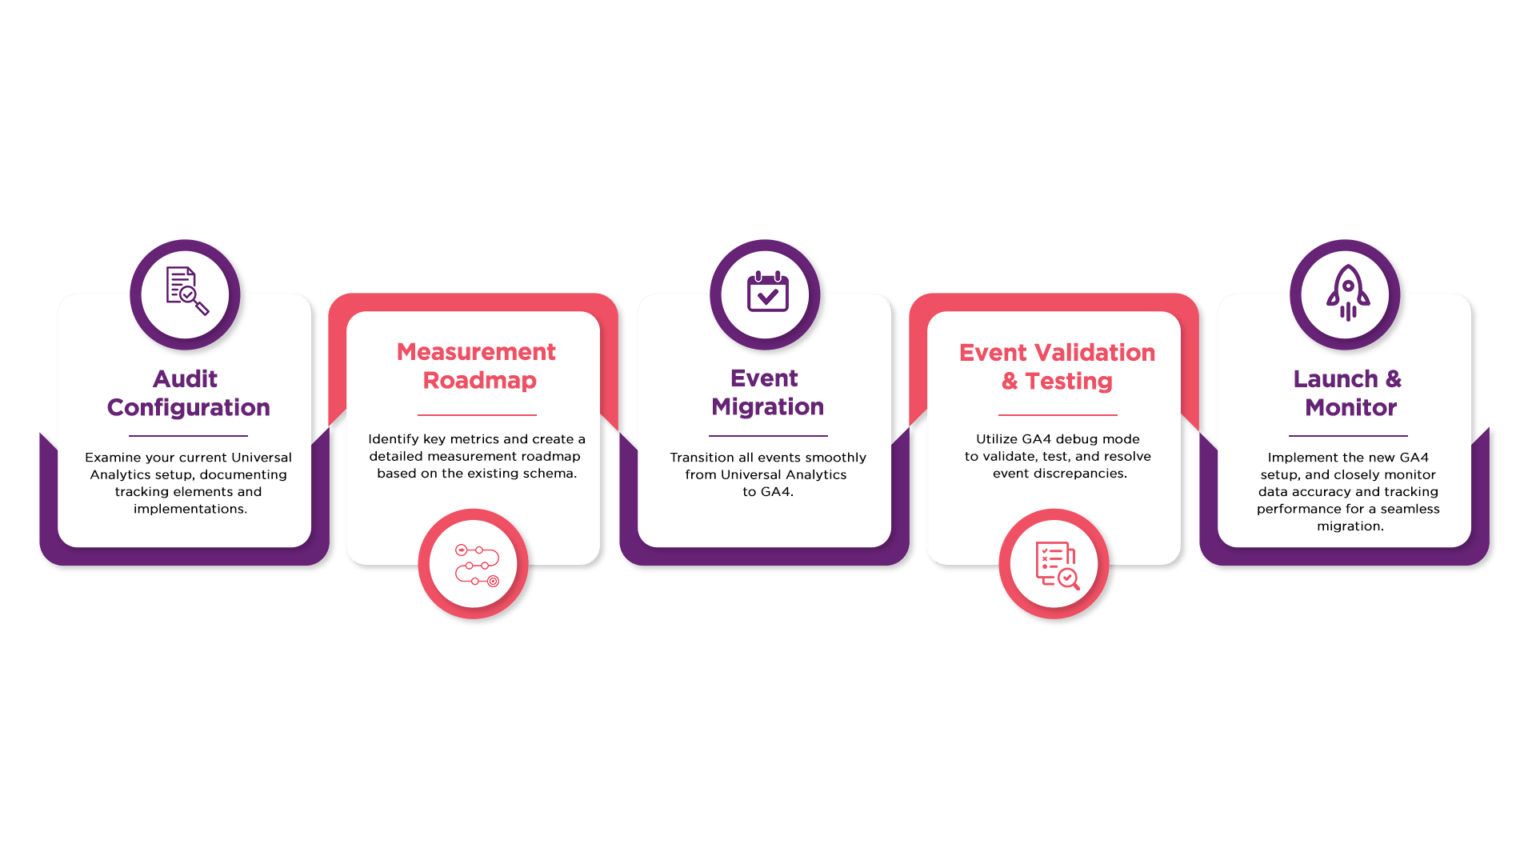 Audit
Configuration
Examine your current Universal
Analytics setup, documenting
tracking elements and
implementations.
Measurement
Roadmap
Identify key metrics and create a
detailed measurement roadmap
based on the existing schema.
Event
Migration
Transition all events smoothly
from Universal Analytics
to GA4.
Event Validation
& Testing
Utilize GA4 debug mode
to validate, test, and resolve
event discrepancies.
Launch &
Monitor
Implement the new GA4
setup, and closely monitor
data accuracy and tracking
performance for a seamless
migration.